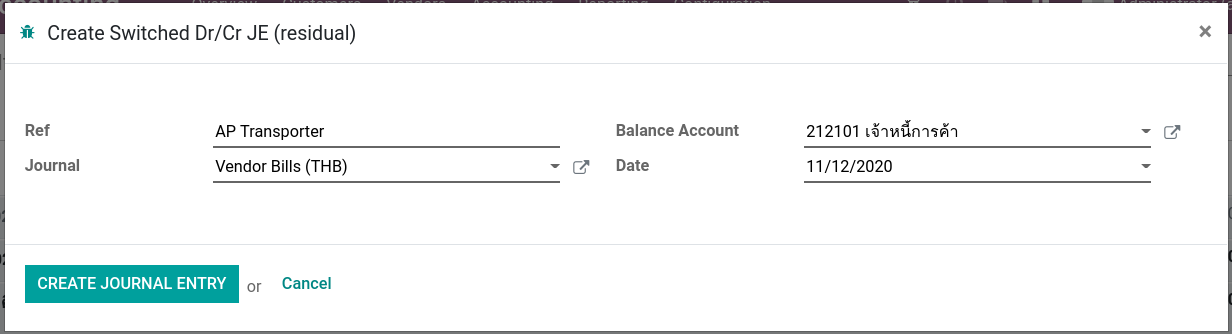 Create Switched Dr/Cr JE (residual)
×
Ref
AP Transporter
Balance Account
212101 เจ้าหนี้การค้า
Journal
Vendor Bills (THB)
Date
11/12/2020
CREATE JOURNAL ENTRY
or
Cancel